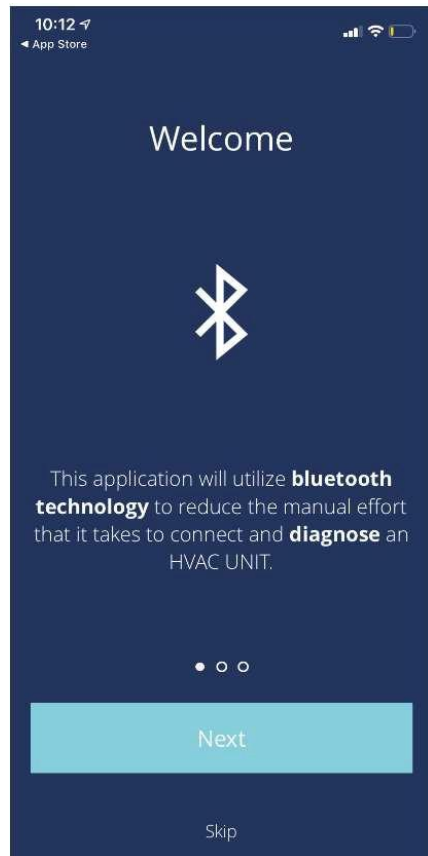 10:12
◀ App Store
Welcome
This application will utilize bluetooth
technology to reduce the manual effort
that it takes to connect and diagnose an
HVAC UNIT.
Next
Skip